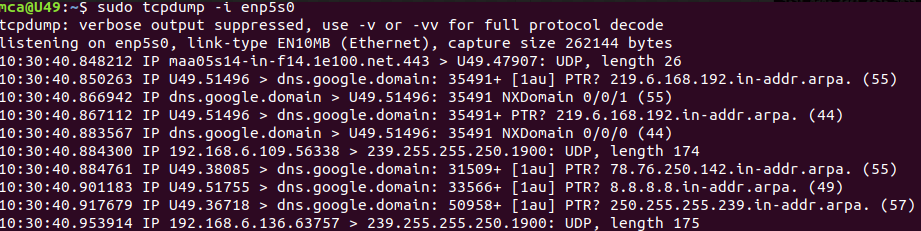 mca@U49:~$ sudo tcpdump -i enp5s0
tcpdump: verbose output suppressed, use -v or -vv for full protocol decode
listening on enp5s0, link-type EN10MB (Ethernet), capture size 262144 bytes
10:30:40.848212 IP maa05s14-in-f14.1e100.net.443 > U49.47907: UDP, length 26
10:30:40.850263 IP U49.51496 > dns.google.domain: 35491+ [1au] PTR? 219.6.168.192.in-addr.arpa. (55)
10:30:40.866942 IP dns.google.domain > U49.51496: 35491 NXDomain 0/0/1 (55)
10:30:40.867112 IP U49.51496 > dns.google.domain: 35491+ PTR? 219.6.168.192.in-addr.arpa. (44)
10:30:40.883567 IP dns.google.domain > U49.51496: 35491 NXDomain 0/0/0 (44)
10:30:40.884300 IP 192.168.6.109.56338 > 239.255.255.250.1900: UDP, length 174
10:30:40.884761 IP U49.38085 > dns.google.domain: 31509+ [1au] PTR? 78.76.250.142.in-addr.arpa. (55)
10:30:40.901183 IP U49.51755 > dns.google.domain: 33566+ [1au] PTR? 8.8.8.8.in-addr.arpa. (49)
10:30:40.917679 IP U49.36718 > dns.google.domain: 50958+ [1au] PTR? 250.255.255.239.in-addr.arpa. (57)
10:30:40.953914 IP 192.168.6.136.63757 > 239.255.255.250.1900: UDP, length 175